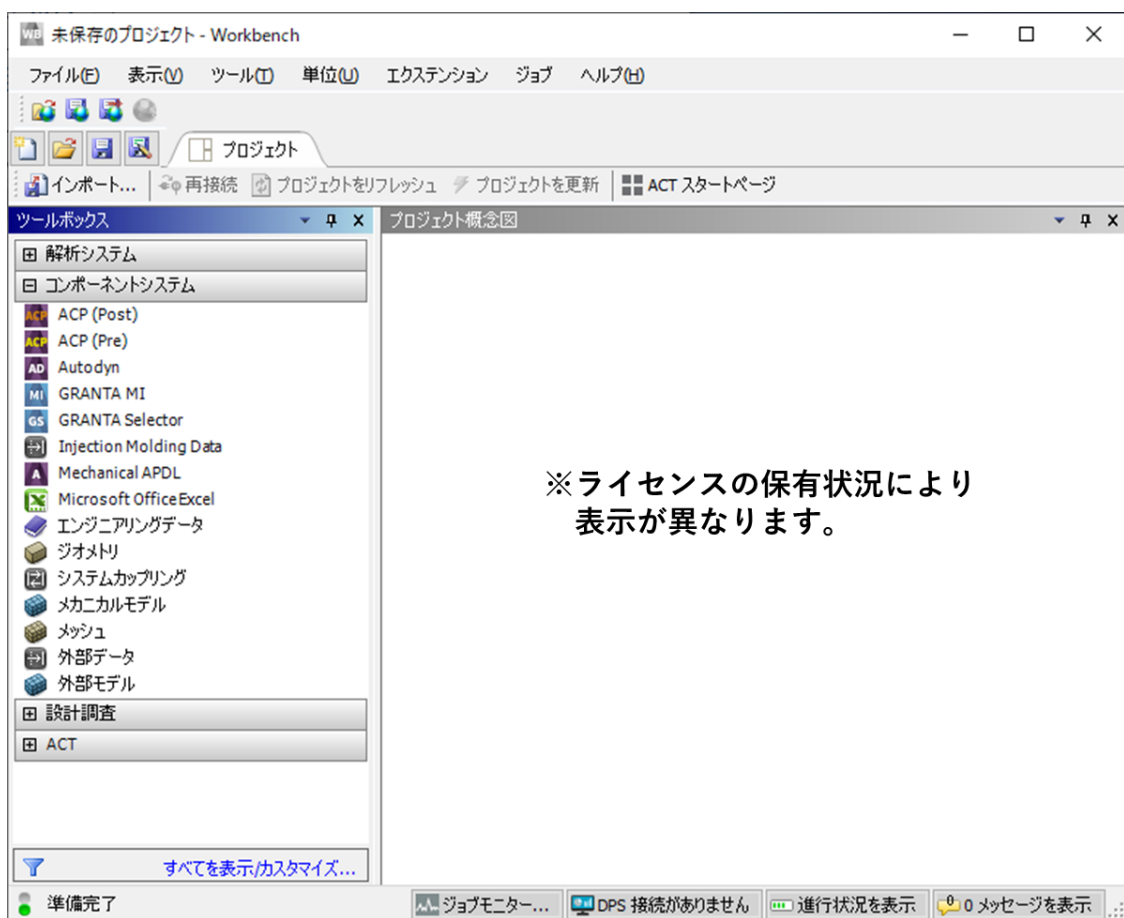 WB 未保存のプロジェクト - Workbench
ファイル(F) 表示(V) ツール(T) 単位(U) エクステンション ジョブ ヘルプ(H)
プロジェクト
インポート... 再接続 プロジェクトをリフレッシュ プロジェクトを更新 ACT スタートページ
ツールボックス
解析システム
コンポーネントシステム
ACP ACP (Post)
ACP ACP (Pre)
AD Autodyn
MI GRANTA MI
GS GRANTA Selector
Injection Molding Data
A Mechanical APDL
Microsoft Office Excel
エンジニアリングデータ
ジオメトリ
システムカップリング
メカニカルモデル
メッシュ
外部データ
外部モデル
設計調査
ACT
すべてを表示/カスタマイズ...
プロジェクト概念図
※ライセンスの保有状況により
表示が異なります。
準備完了 ジョブモニター... DPS 接続がありません 進行状況を表示 0 0 メッセージを表示